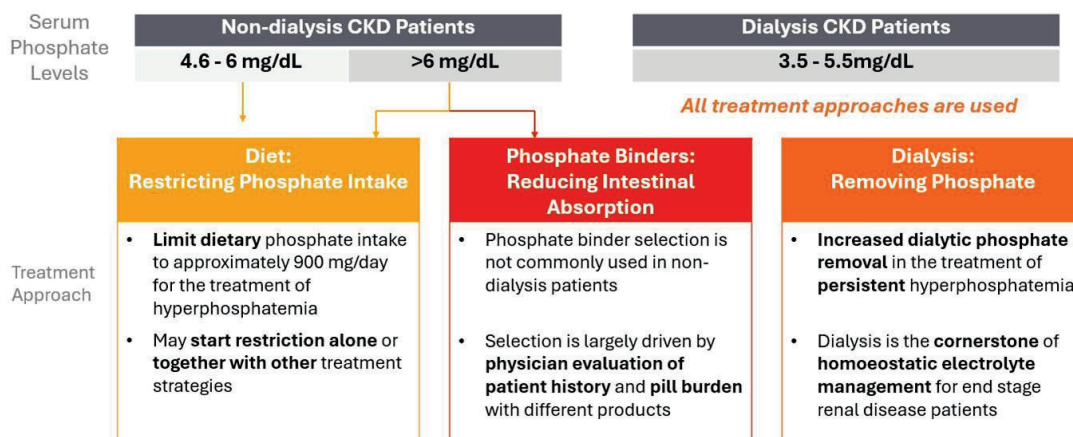 Serum
Phosphate
Levels
Non-dialysis CKD Patients
4.6 - 6 mg/dL
>6 mg/dL
Dialysis CKD Patients
3.5 - 5.5mg/dL
All treatment approaches are used
Treatment
Approach
Diet:
Restricting Phosphate Intake
• Limit dietary phosphate intake
to approximately 900 mg/day
for the treatment of
hyperphosphatemia
• May start restriction alone or
together with other treatment
strategies
Phosphate Binders:
Reducing Intestinal
Absorption
• Phosphate binder selection is
not commonly used in non-
dialysis patients
• Selection is largely driven by
physician evaluation of
patient history and pill burden
with different products
Dialysis:
Removing Phosphate
• Increased dialytic phosphate
removal in the treatment of
persistent hyperphosphatemia
• Dialysis is the cornerstone of
homoeostatic electrolyte
management for end stage
renal disease patients